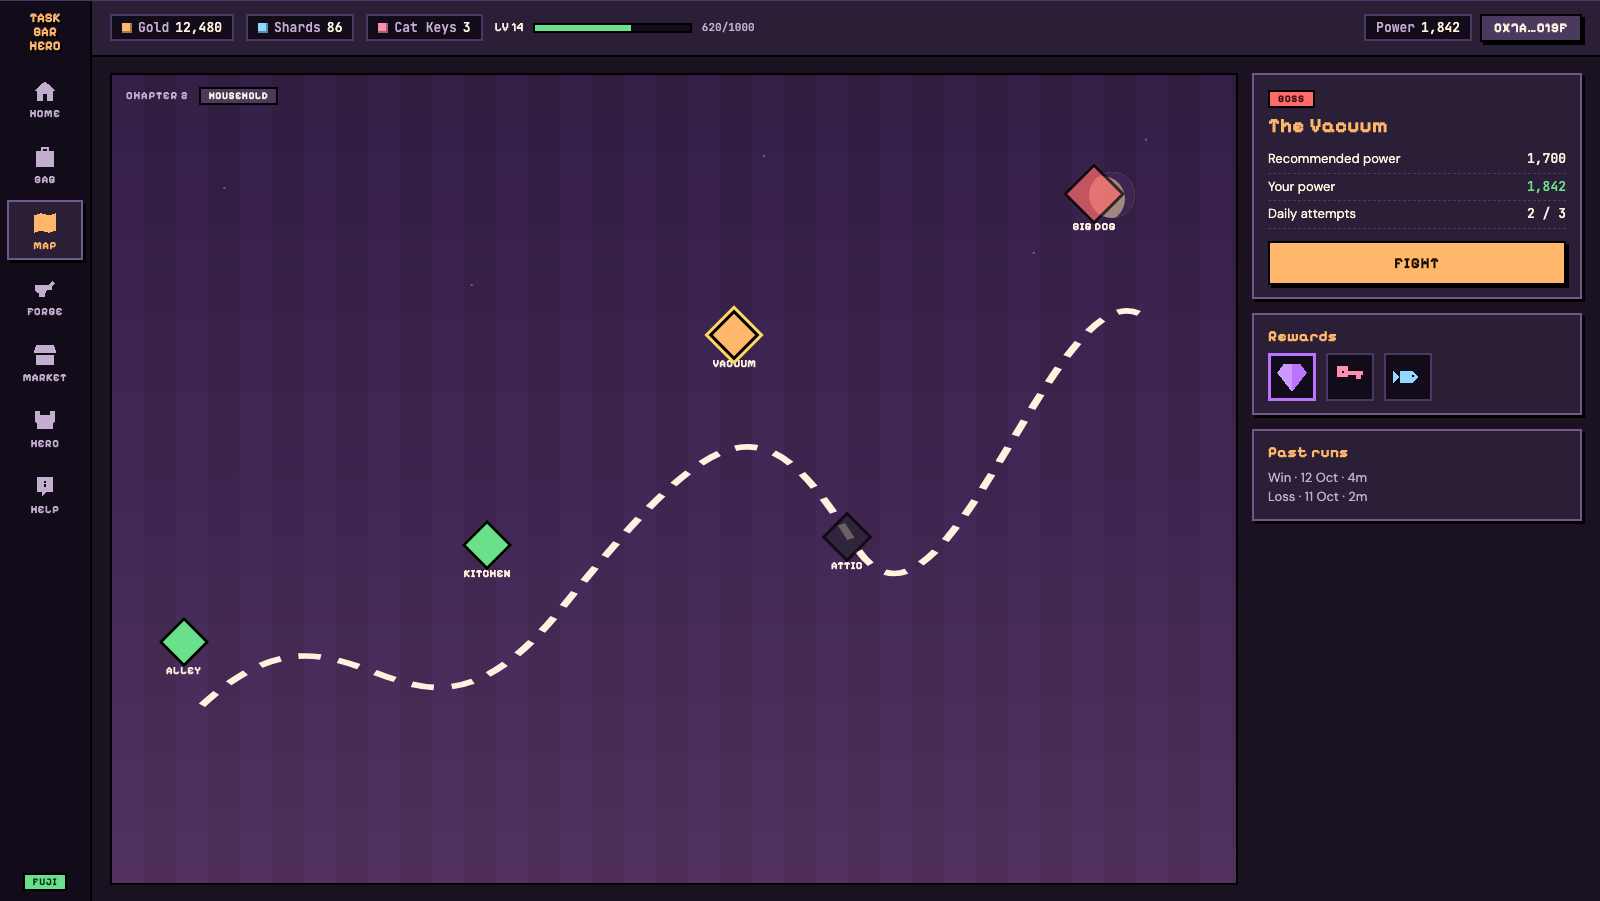 TASK
BAR
HERO
Gold 12,480
Shards 86
Cat Keys 3
LV 14
620/1000
Power 1,842
0X7A…019F
HOME
BAG
MAP
FORGE
MARKET
HERO
HELP
FUJI
CHAPTER 2
HOUSEHOLD
BIG DOG
VACUUM
KITCHEN
ATTIC
ALLEY
BOSS
The Vacuum
Recommended power 1,700
Your power 1,842
Daily attempts 2 / 3
FIGHT
Rewards
Past runs
Win · 12 Oct · 4m
Loss · 11 Oct · 2m